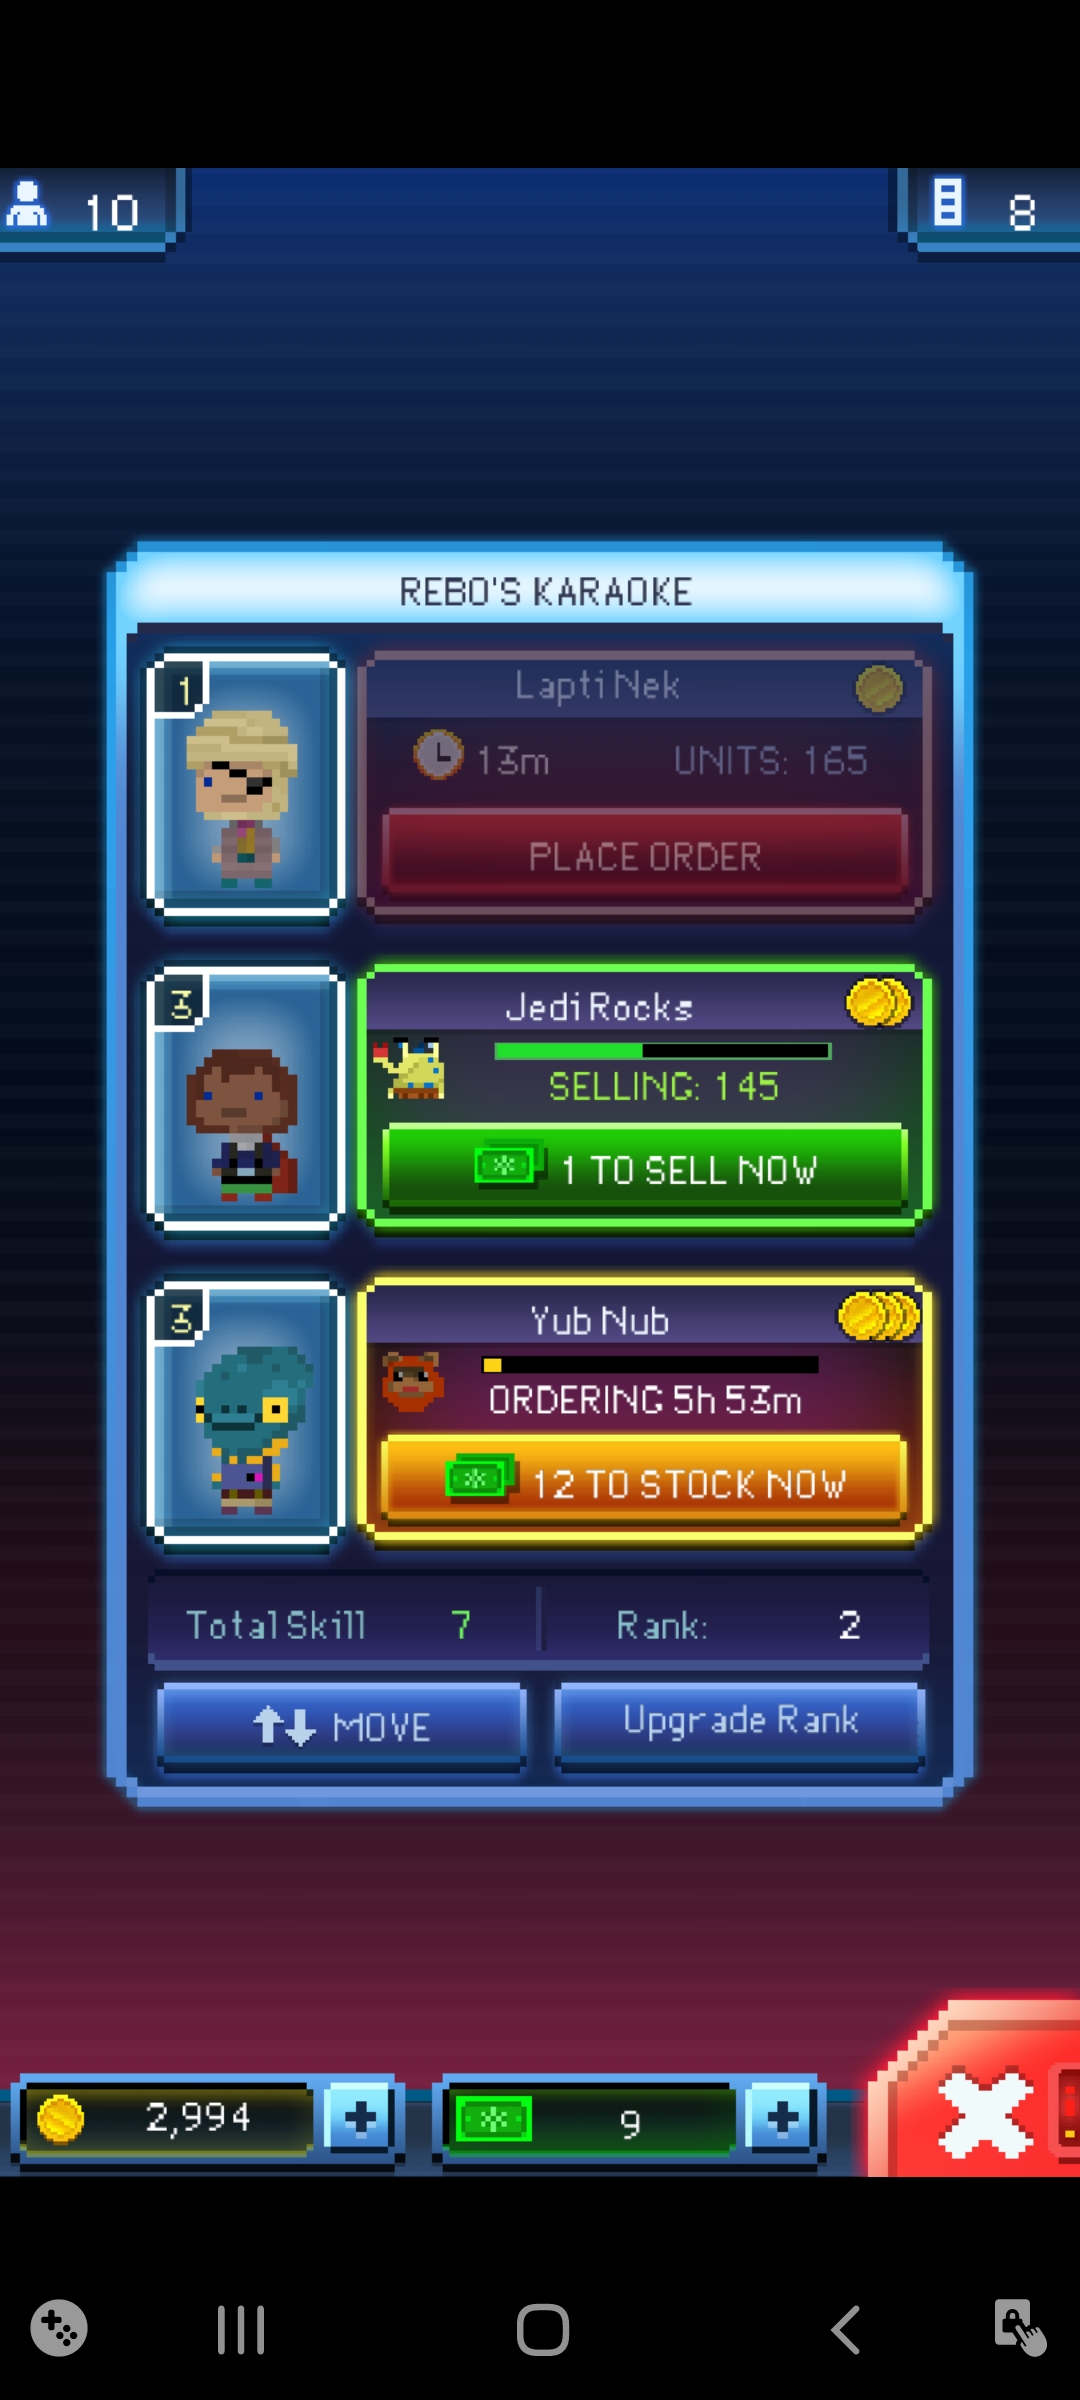 10
8
REBO'S KARAOKE
1
Lapti Nek
13m UNITS: 165
PLACE ORDER
3
Jedi Rocks
SELLING: 145
1 TO SELL NOW
3
Yub Nub
ORDERING 5h 53m
12 TO STOCK NOW
Total Skill 7 Rank: 2
MOVE Upgrade Rank
2,994 9